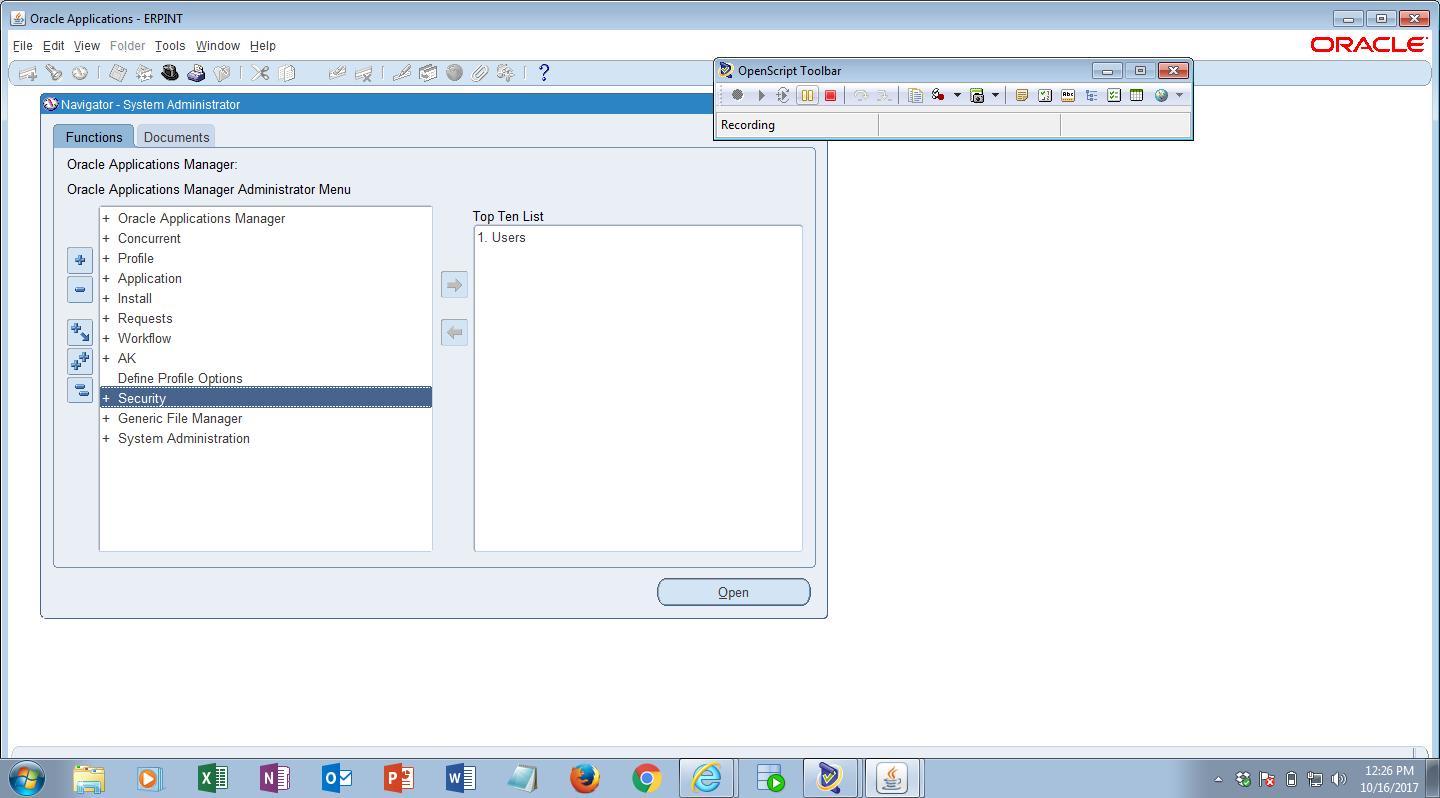 Oracle Applications - ERPINT
File Edit View Folder Tools Window Help
ORACLE
OpenScript Toolbar
Recording
Navigator - System Administrator
Functions Documents
Oracle Applications Manager:
Oracle Applications Manager Administrator Menu
+ Oracle Applications Manager
+ Concurrent
+ Profile
+ Application
+ Install
+ Requests
+ Workflow
+ AK
Define Profile Options
+ Security
+ Generic File Manager
+ System Administration
Top Ten List
1. Users
Open
12:26 PM
10/16/2017